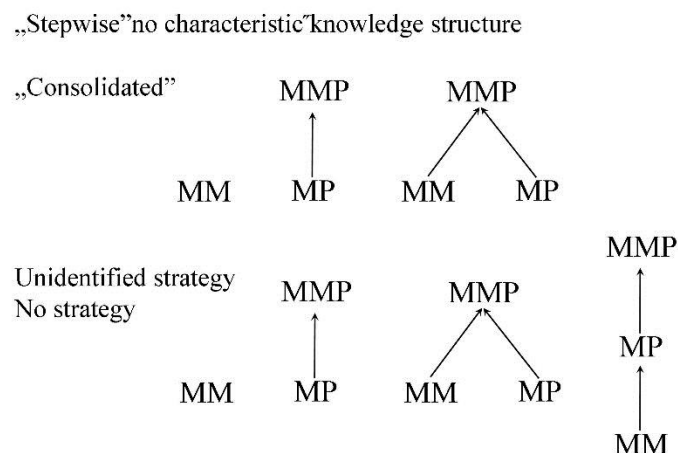 „Stepwise”no characteristic˝knowledge structure
„Consolidated”
MMP MMP
MM MP MM MP
MMP
Unidentified strategy
No strategy
MMP MMP
MP
MM MP MM MP
MM